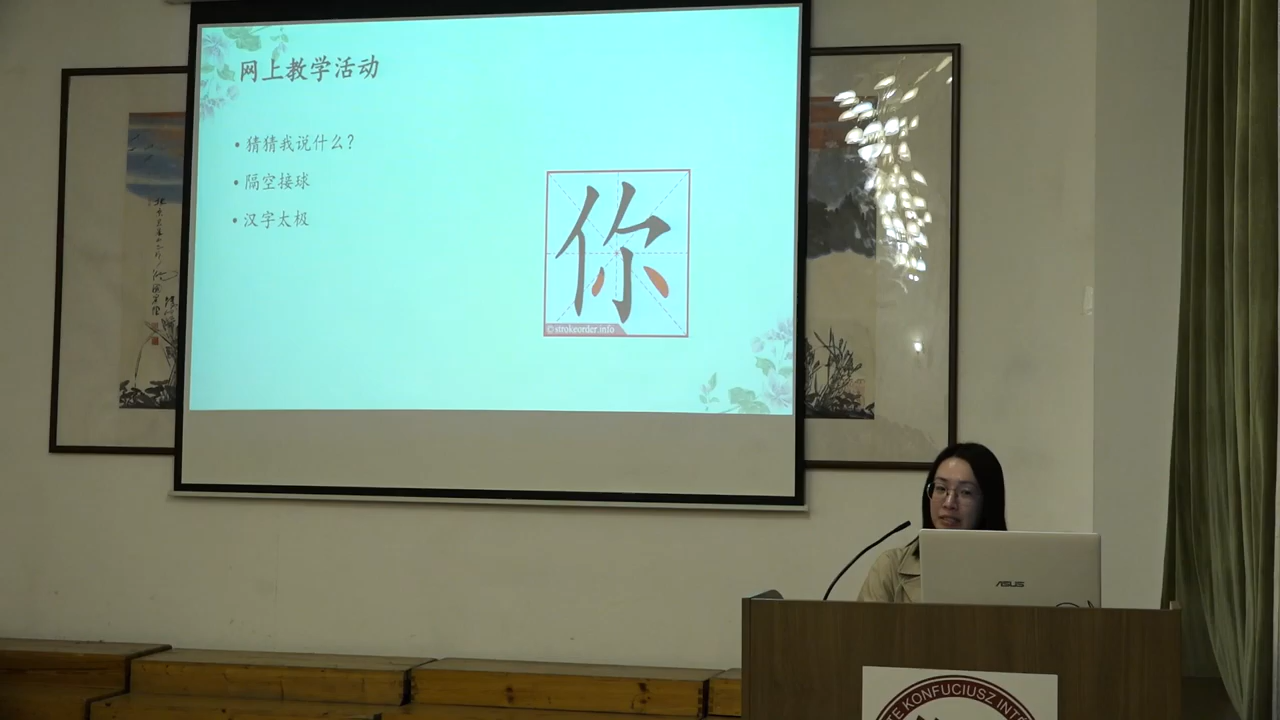 网上教学活动
• 猜猜我说什么?
• 隔空接球
• 汉字太极
你
© strokeorder.info
ASUS
KONFUCIUSZ